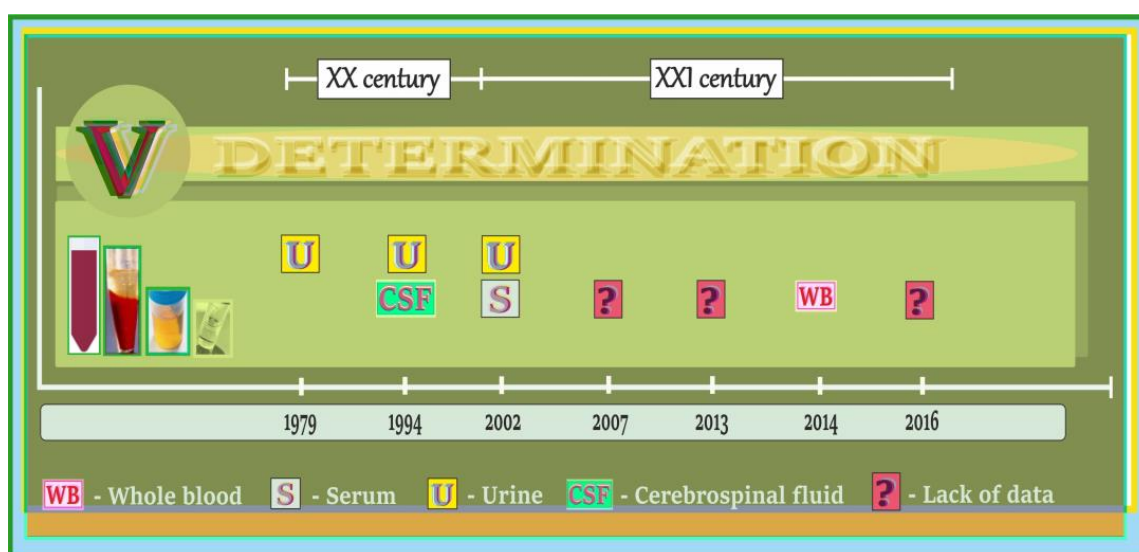 XX century XXI century
V DETERMINATION
U U U
CSF S ? ? WB ?
1979 1994 2002 2007 2013 2014 2016
WB - Whole blood S - Serum U - Urine CSF - Cerebrospinal fluid ? - Lack of data